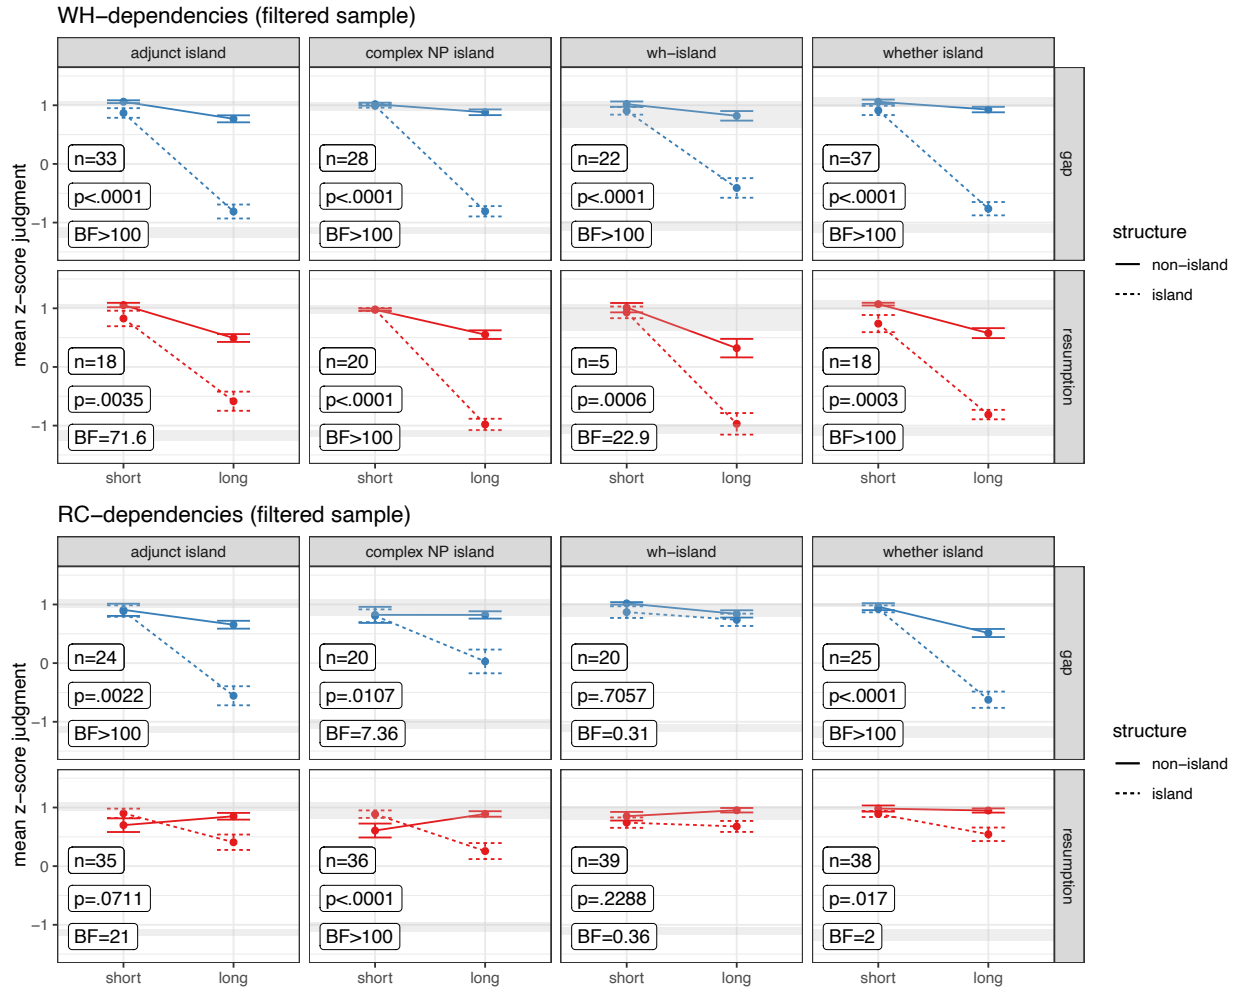 WH−dependencies (filtered sample)
adjunct island
complex NP island
wh−island
whether island
mean z−score judgment
1
0
−1
n=33
p<.0001
BF>100
n=28
p<.0001
BF>100
n=22
p<.0001
BF>100
n=37
p<.0001
BF>100
gap
1
0
−1
n=18
p=.0035
BF=71.6
n=20
p<.0001
BF>100
n=5
p=.0006
BF=22.9
n=18
p=.0003
BF>100
resumption
short
long
short
long
short
long
short
long
structure
non−island
island
RC−dependencies (filtered sample)
adjunct island
complex NP island
wh−island
whether island
mean z−score judgment
1
0
−1
n=24
p=.0022
BF>100
n=20
p=.0107
BF=7.36
n=20
p=.7057
BF=0.31
n=25
p<.0001
BF>100
gap
1
0
−1
n=35
p=.0711
BF=21
n=36
p<.0001
BF>100
n=39
p=.2288
BF=0.36
n=38
p=.017
BF=2
resumption
short
long
short
long
short
long
short
long
structure
non−island
island